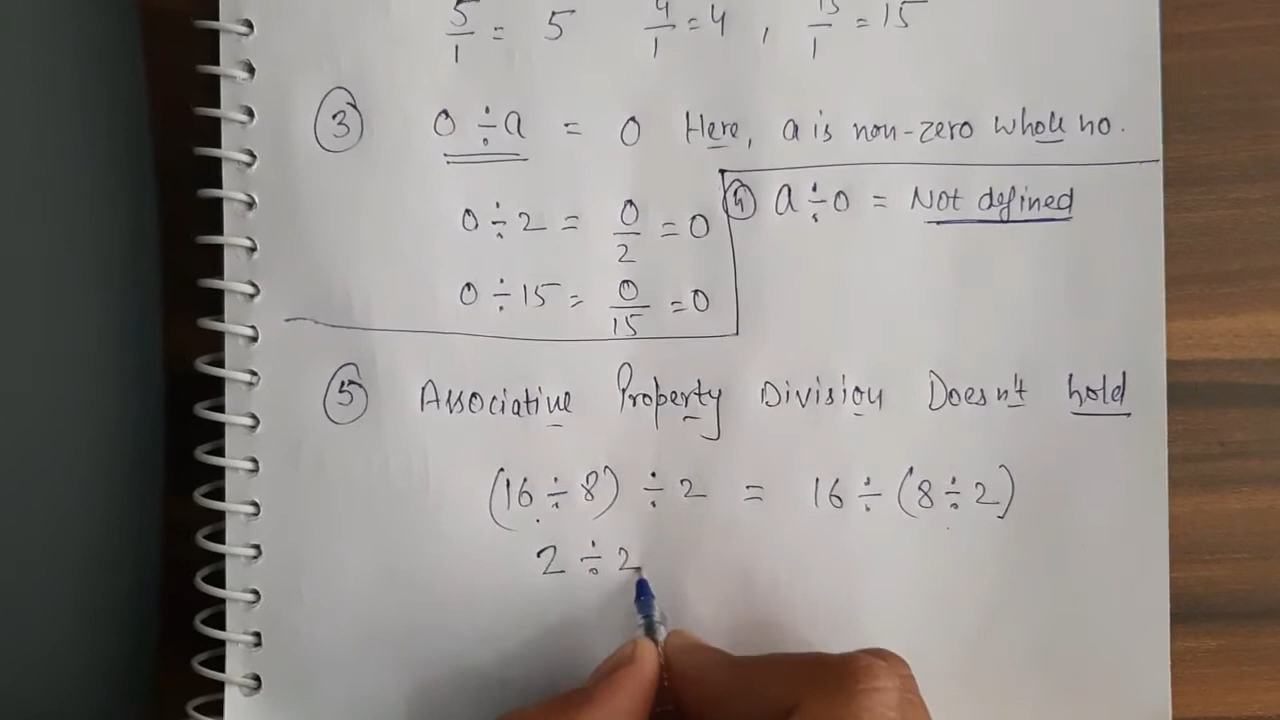 5/1 = 5 4/1 = 4 , 15/1 = 15
③ 0 ÷ a = 0 Here, a is non-zero whole no.
④ a ÷ 0 = Not defined
0 ÷ 2 = 0/2 = 0
0 ÷ 15 = 0/15 = 0
⑤ Associative Property Division Doesn't hold
(16 ÷ 8) ÷ 2 = 16 ÷ (8 ÷ 2)
2 ÷ 2